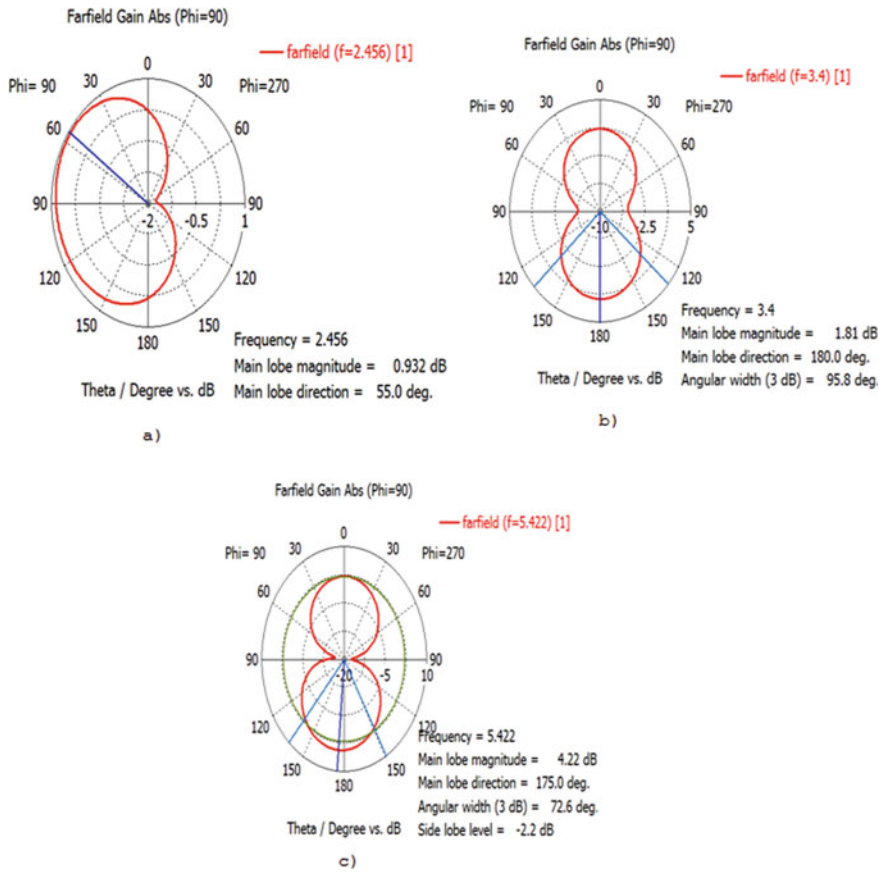 Farfield Gain Abs (Phi=90)
farfield (f=2.456) [1]
Phi= 90 30 0 30 Phi=270
60 60
90 -2 -0.5 1 90
120 120
150 180 150
Frequency = 2.456
Main lobe magnitude = 0.932 dB
Main lobe direction = 55.0 deg.
Theta / Degree vs. dB
a)
Farfield Gain Abs (Phi=90)
farfield (f=3.4) [1]
Phi= 90 30 0 30 Phi=270
60 60
90 -10 -2.5 5 90
120 120
150 180 150
Frequency = 3.4
Main lobe magnitude = 1.81 dB
Main lobe direction = 180.0 deg.
Angular width (3 dB) = 95.8 deg.
Theta / Degree vs. dB
b)
Farfield Gain Abs (Phi=90)
farfield (f=5.422) [1]
Phi= 90 30 0 30 Phi=270
60 60
90 -20 -5 10 90
120 120
150 180 150
Frequency = 5.422
Main lobe magnitude = 4.22 dB
Main lobe direction = 175.0 deg.
Angular width (3 dB) = 72.6 deg.
Side lobe level = -2.2 dB
Theta / Degree vs. dB
c)